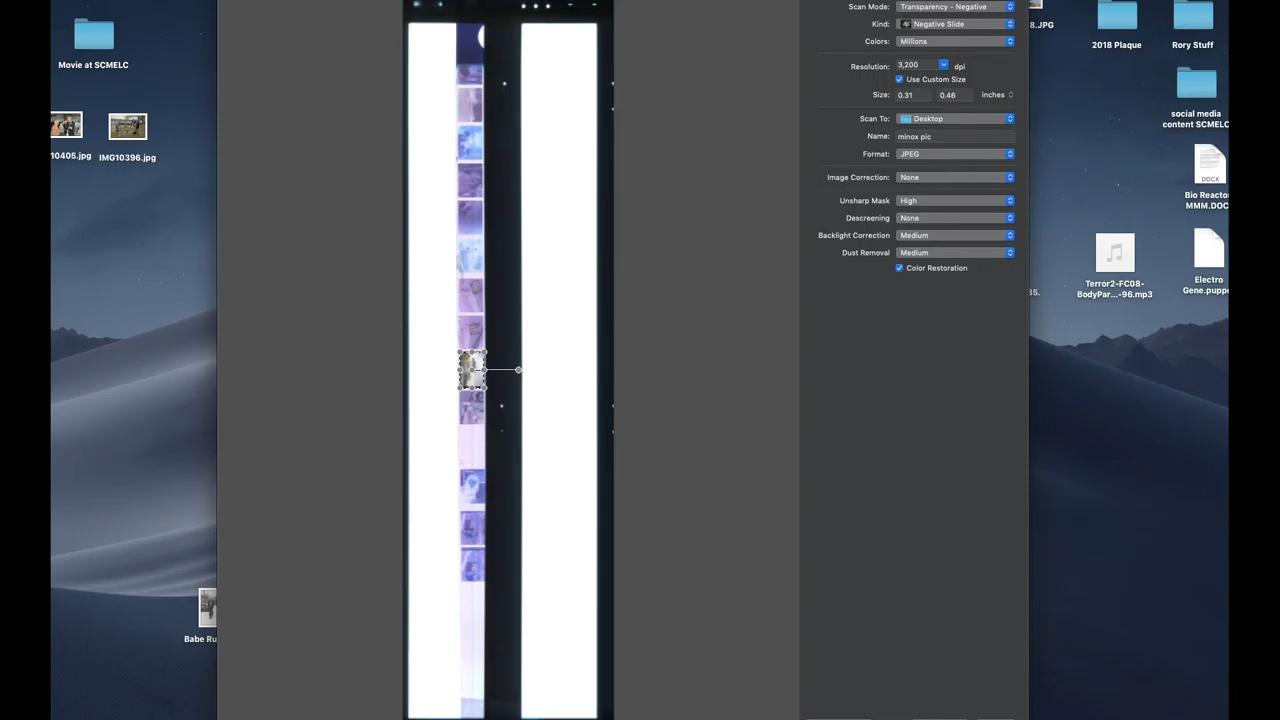 Movie at SCMELC
10405.jpg
IMG10396.jpg
Babe Ru
Scan Mode: Transparency - Negative
Kind: Negative Slide
Colors: Millions
Resolution: 3,200 dpi
Use Custom Size
Size: 0.31 0.46 inches
Scan To: Desktop
Name: minox pic
Format: JPEG
Image Correction: None
Unsharp Mask High
Descreening None
Backlight Correction Medium
Dust Removal Medium
Color Restoration
8.JPG
2018 Plaque
Rory Stuff
social media
content SCMELC
DOCX
Bio Reactor
MMM.DOC
Terror2-FC08-
BodyPar...-96.mp3
Electro
Gene.puppe
35.